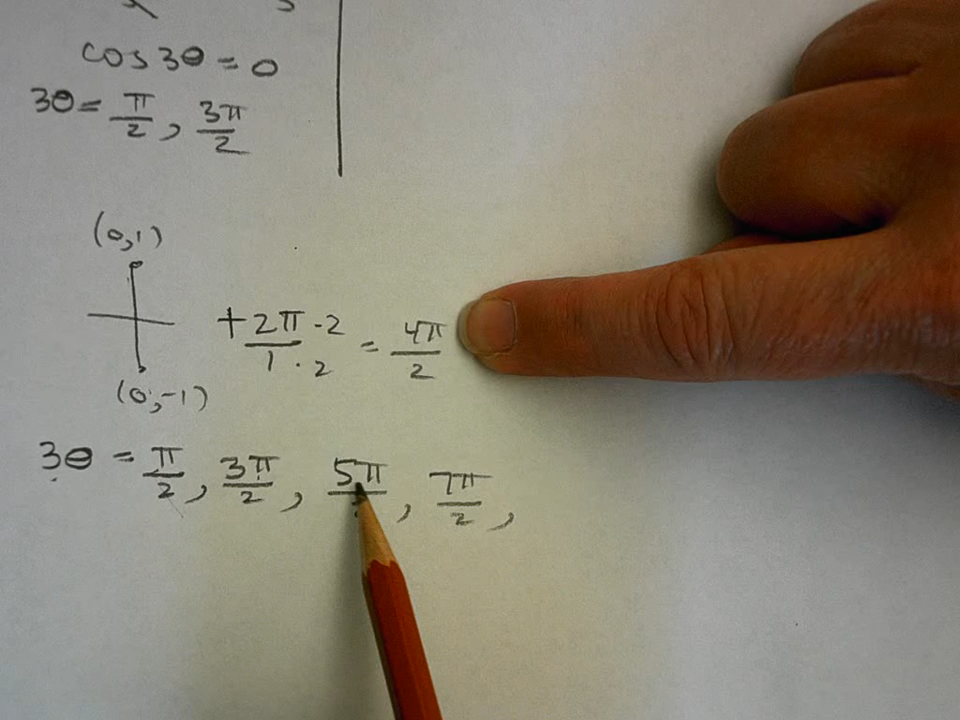 cos3θ=0
3θ= π/2, 3π/2
(0,1)
+2π·2/1·2 = 4π/2
(0,-1)
3θ = π/2, 3π/2, 5π/, 7π/2,